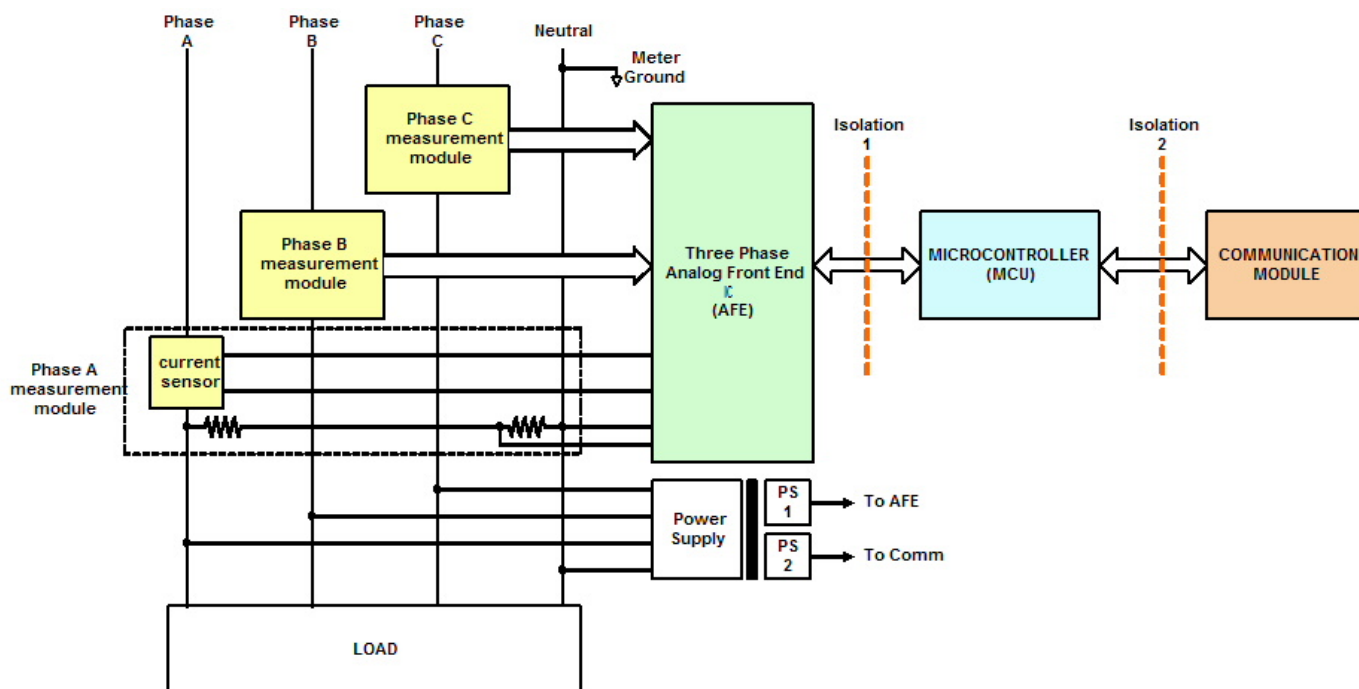 Phase
A
Phase
B
Phase
C
Neutral
Meter
Ground
Phase C
measurement
module
Isolation
1
Isolation
2
Phase B
measurement
module
Three Phase
Analog Front End
IC
(AFE)
MICROCONTROLLER
(MCU)
COMMUNICATION
MODULE
Phase A
measurement
module
current
sensor
Power
Supply
PS
1
To AFE
PS
2
To Comm
LOAD